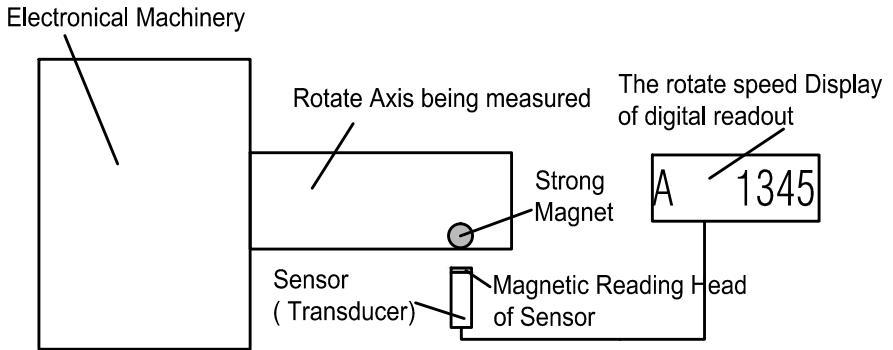 Electronical Machinery
Rotate Axis being measured
The rotate speed Display
of digital readout
Strong
Magnet
A 1345
Sensor
( Transducer)
Magnetic Reading Head
of Sensor